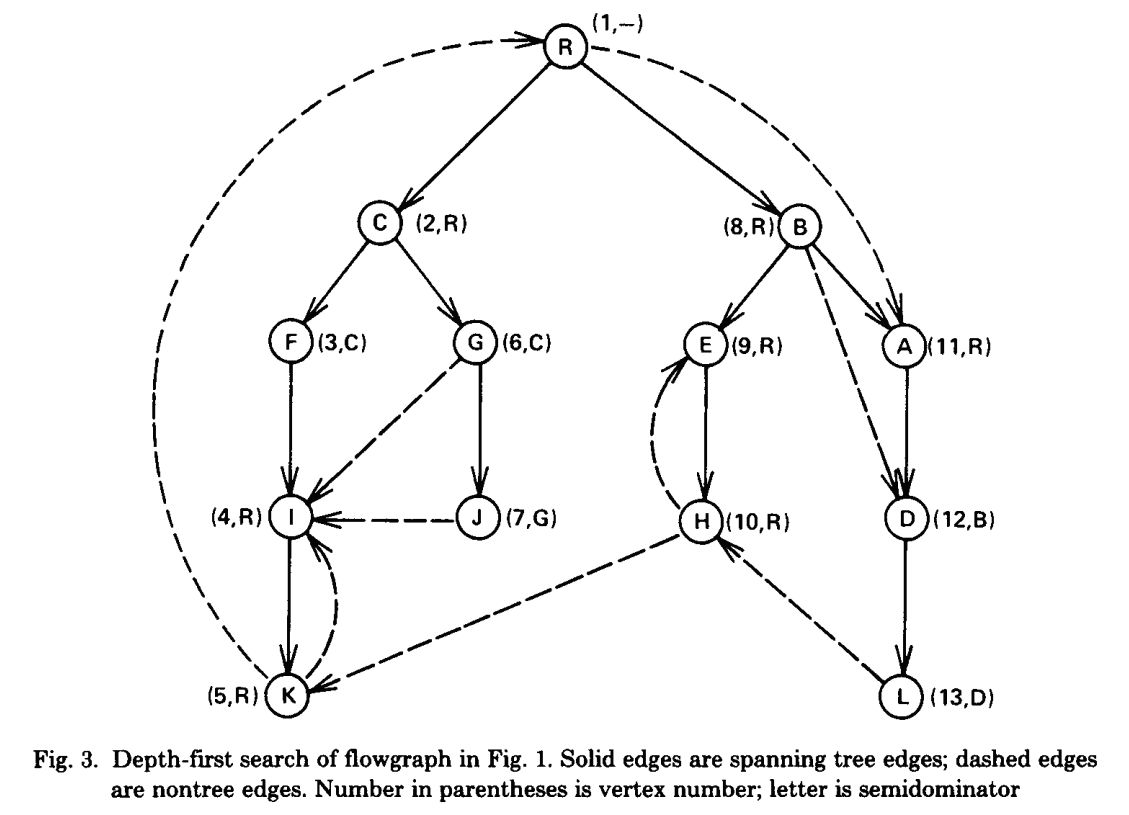 (1,–)
R
C
(2,R)
(8,R)
B
F
(3,C)
G
(6,C)
E
(9,R)
A
(11,R)
(4,R)
I
J
(7,G)
H
(10,R)
D
(12,B)
(5,R)
K
L
(13,D)
Fig. 3. Depth-first search of flowgraph in Fig. 1. Solid edges are spanning tree edges; dashed edges
are nontree edges. Number in parentheses is vertex number; letter is semidominator